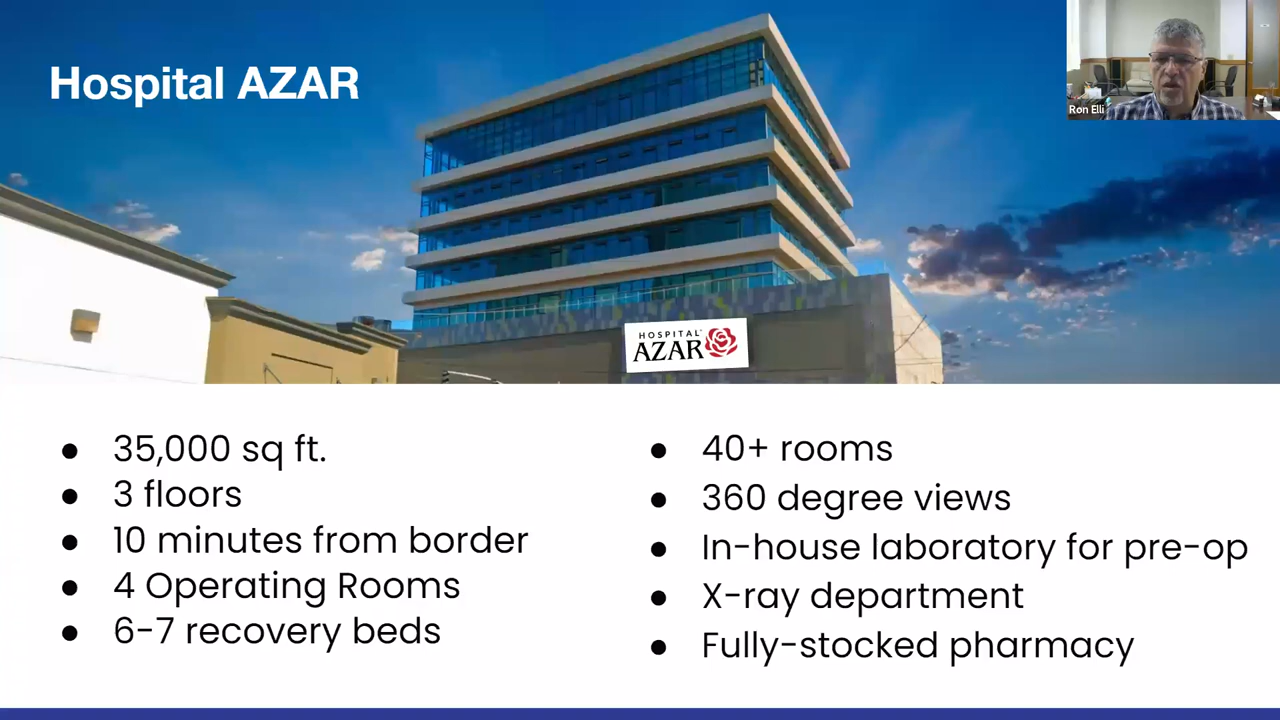 Hospital AZAR
Ron Elli
HOSPITAL
AZAR
● 35,000 sq ft.
● 3 floors
● 10 minutes from border
● 4 Operating Rooms
● 6-7 recovery beds
● 40+ rooms
● 360 degree views
● In-house laboratory for pre-op
● X-ray department
● Fully-stocked pharmacy